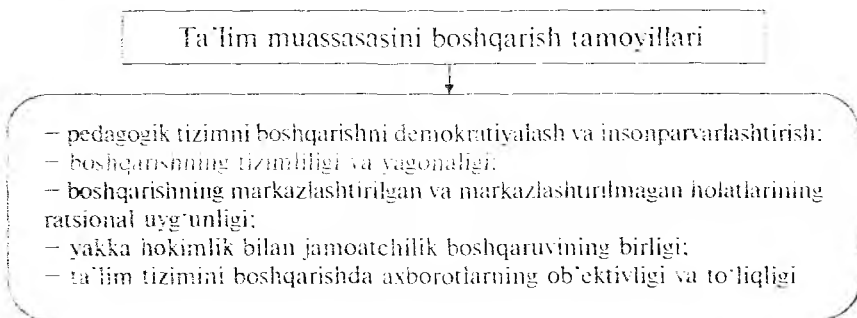 Ta'lim muassasasini boshqarish tamoyillari
– pedagogik tizimni boshqarishni demokratiyalash va insonparvarlashtirish;
– boshqarishning tizimliligi va yagonaligi;
– boshqarishning markazlashtirilgan va markazlashtirilmagan holatlarining
ratsional uyg'unligi;
– yakka hokimlik bilan jamoatchilik boshqaruvining birligi;
– ta'lim tizimini boshqarishda axborotlarning ob'ektivligi va to'liqligi